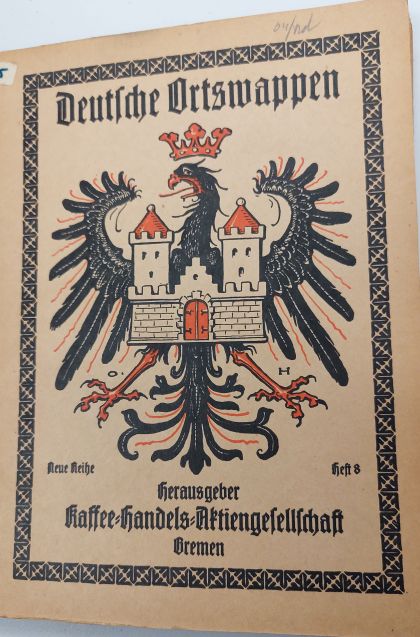 Deutsche Ortswappen
O. H
Neue Reihe
Heft 8
Herausgeber
Kaffee-Handels-Aktiengesellschaft
Bremen